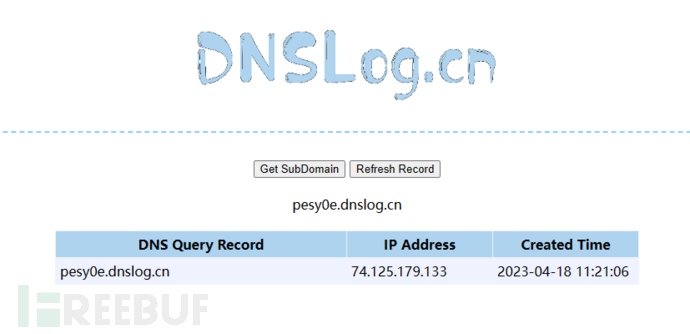 DNSLog.cn
Get SubDomain Refresh Record
pesy0e.dnslog.cn
DNS Query Record IP Address Created Time
pesy0e.dnslog.cn 74.125.179.133 2023-04-18 11:21:06
FREEBUF